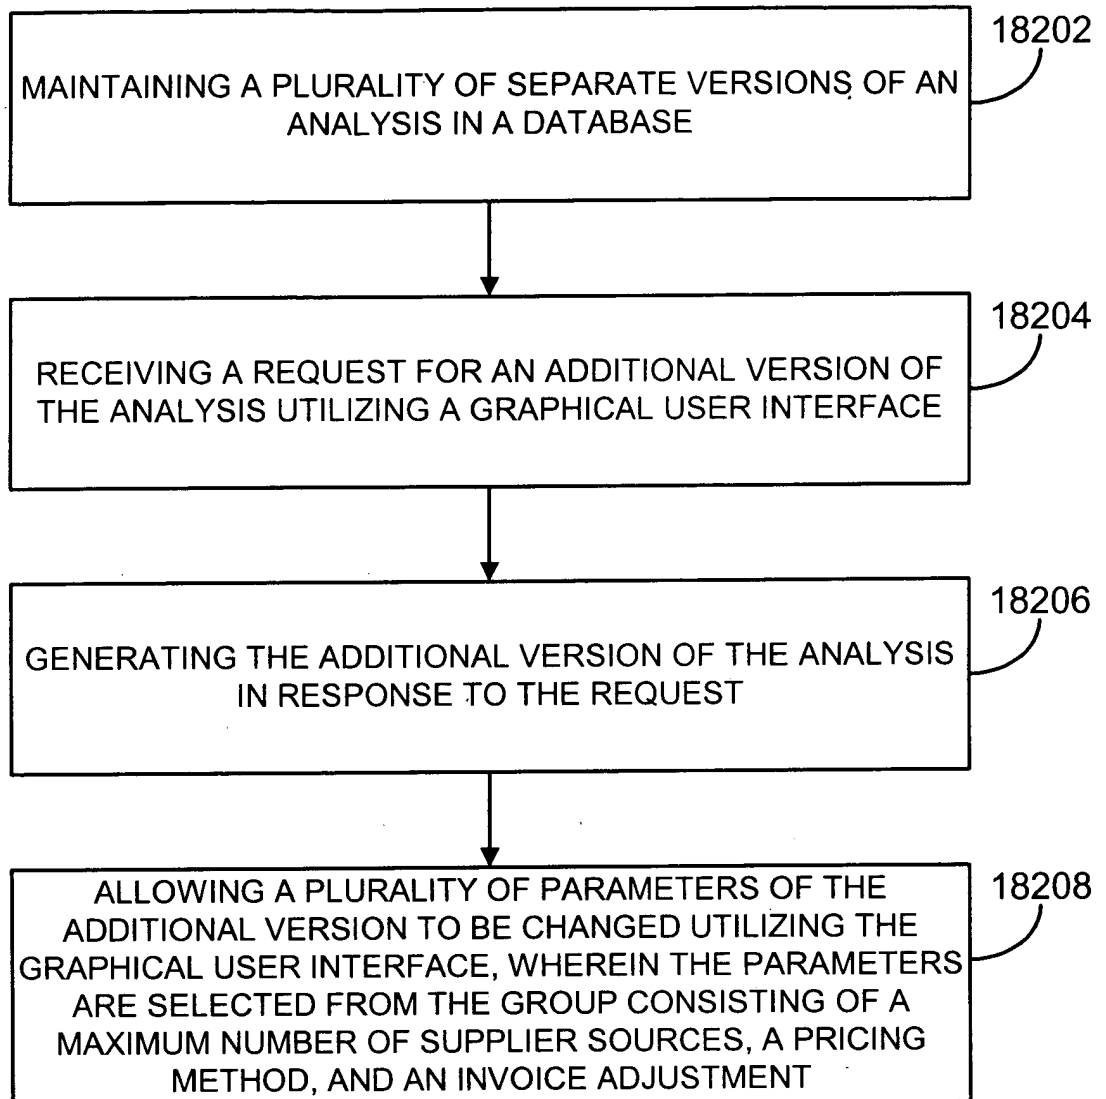 18202
MAINTAINING A PLURALITY OF SEPARATE VERSIONS OF AN
ANALYSIS IN A DATABASE
18204
RECEIVING A REQUEST FOR AN ADDITIONAL VERSION OF
THE ANALYSIS UTILIZING A GRAPHICAL USER INTERFACE
18206
GENERATING THE ADDITIONAL VERSION OF THE ANALYSIS
IN RESPONSE TO THE REQUEST
18208
ALLOWING A PLURALITY OF PARAMETERS OF THE
ADDITIONAL VERSION TO BE CHANGED UTILIZING THE
GRAPHICAL USER INTERFACE, WHEREIN THE PARAMETERS
ARE SELECTED FROM THE GROUP CONSISTING OF A
MAXIMUM NUMBER OF SUPPLIER SOURCES, A PRICING
METHOD, AND AN INVOICE ADJUSTMENT